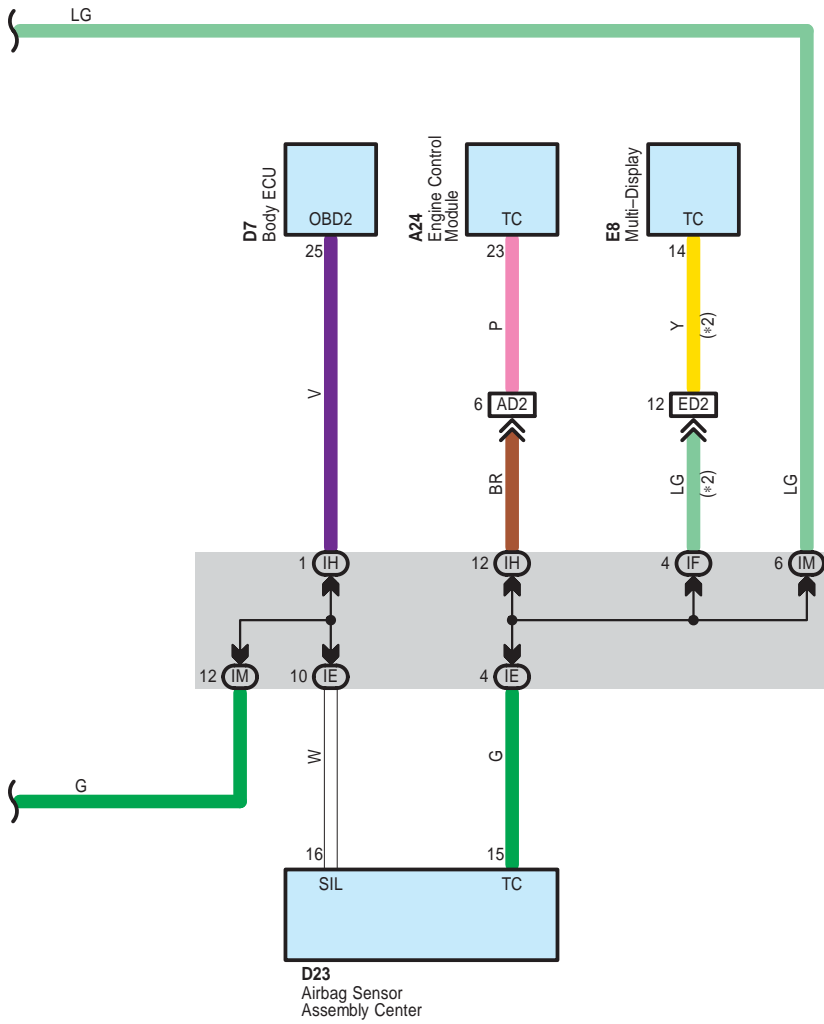 LG
D7
Body ECU
OBD2
25
A24
Engine Control
Module
TC
23
E8
Multi−Display
TC
14
V
P
Y
(*2)
6 AD2
12 ED2
BR
LG
(*2)
LG
1 IH
12 IH
4 IF
6 IM
12 IM
10 IE
4 IE
G
W
G
16
15
SIL
TC
D23
Airbag Sensor
Assembly Center